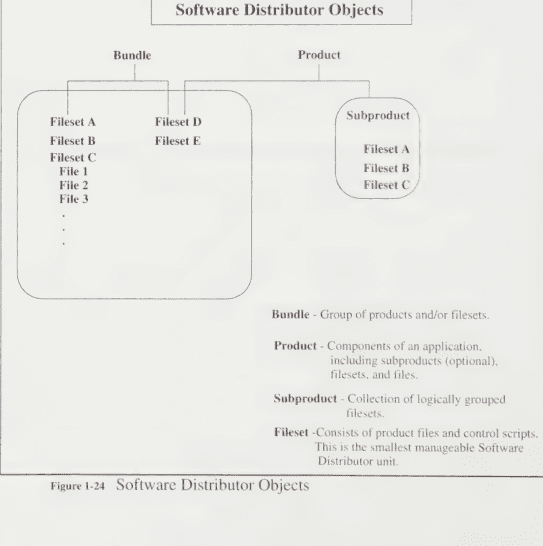 Software Distributor Objects
Bundle
Product
Fileset A
Fileset B
Fileset C
File 1
File 2
File 3
.
.
.
Fileset D
Fileset E
Subproduct
Fileset A
Fileset B
Fileset C
Bundle - Group of products and/or filesets.
Product - Components of an application,
including subproducts (optional),
filesets, and files.
Subproduct - Collection of logically grouped
filesets.
Fileset -Consists of product files and control scripts.
This is the smallest manageable Software
Distributor unit.
Figure 1-24 Software Distributor Objects